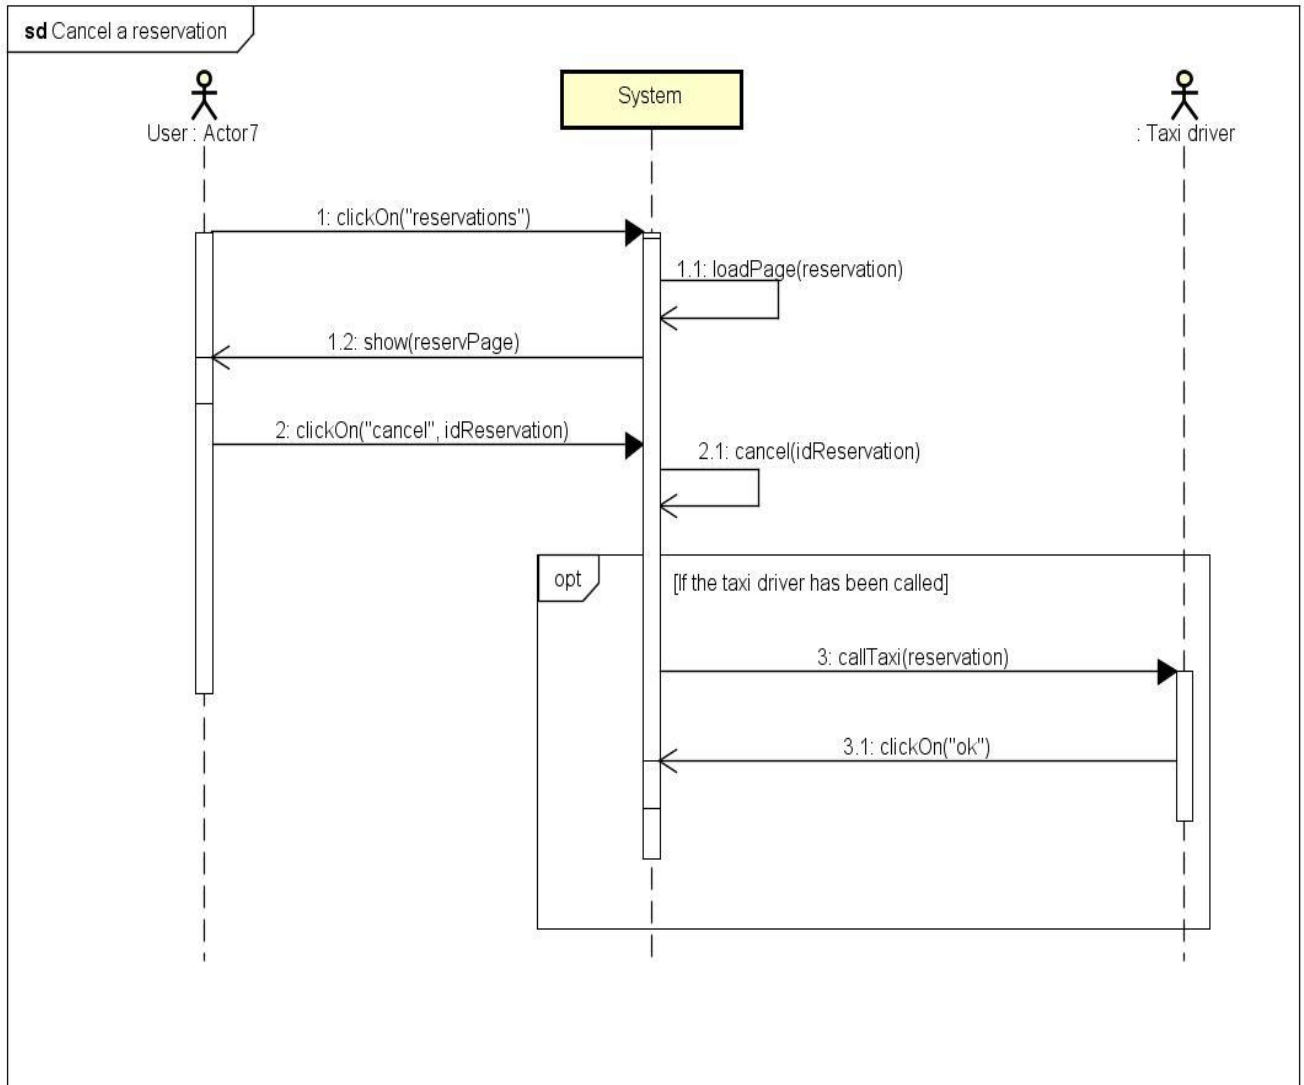 sd Cancel a reservation
User : Actor7
System
: Taxi driver
1: clickOn("reservations")
1.1: loadPage(reservation)
1.2: show(reservPage)
2: clickOn("cancel", idReservation)
2.1: cancel(idReservation)
opt
[If the taxi driver has been called]
3: callTaxi(reservation)
3.1: clickOn("ok")